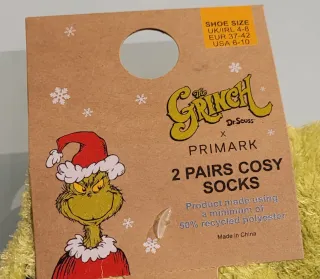 SHOE SIZE
UK/IRL 4-8
EUR 37-42
USA 6-10
The
GRINCH
Dr. Seuss
X
PRIMARK
2 PAIRS COSY
SOCKS
Product made using
a minimum of
50% recycled polyester
Made in China